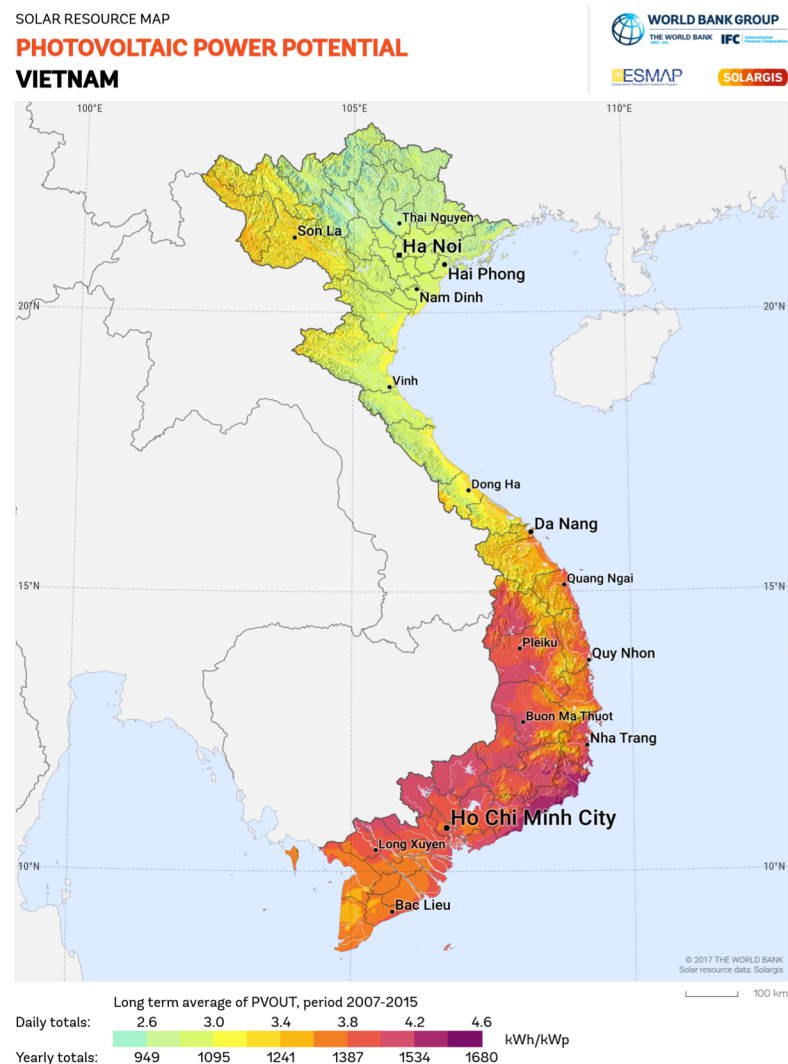 SOLAR RESOURCE MAP
PHOTOVOLTAIC POWER POTENTIAL
VIETNAM
WORLD BANK GROUP
THE WORLD BANK
IFC
International
Finance Corporation
ESMAP
SOLARGIS
100°E
105°E
110°E
Thai Nguyen
Son La
Ha Noi
Hai Phong
Nam Dinh
20°N
20°N
Vinh
Dong Ha
Da Nang
Quang Ngai
15°N
15°N
Pleiku
Quy Nhon
Buon Ma Thuot
Nha Trang
Ho Chi Minh City
Long Xuyen
10°N
10°N
Bac Lieu
© 2017 THE WORLD BANK
Solar resource data: Solargis
100 km
Long term average of PVOUT, period 2007-2015
Daily totals: 2.6 3.0 3.4 3.8 4.2 4.6
kWh/kWp
Yearly totals: 949 1095 1241 1387 1534 1680